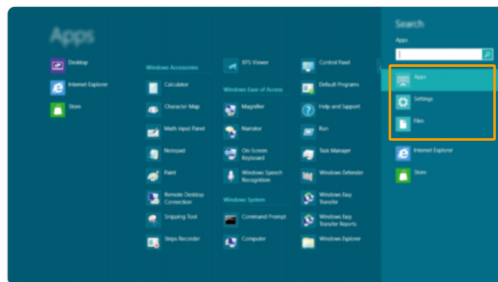 Apps
Desktop
Internet Explorer
Store
Windows Accessories
Calculator
Character Map
Math Input Panel
Notepad
Paint
Remote Desktop
Connection
Snipping Tool
Steps Recorder
XPS Viewer
Windows Ease of Access
Magnifier
Narrator
On-Screen
Keyboard
Windows Speech
Recognition
Windows System
Command Prompt
Computer
Control Panel
Default Programs
Help and Support
Run
Task Manager
Windows Defender
Windows Easy
Transfer
Windows Easy
Transfer Reports
Windows Explorer
Search
Apps
Apps
Settings
Files
Internet Explorer
Store